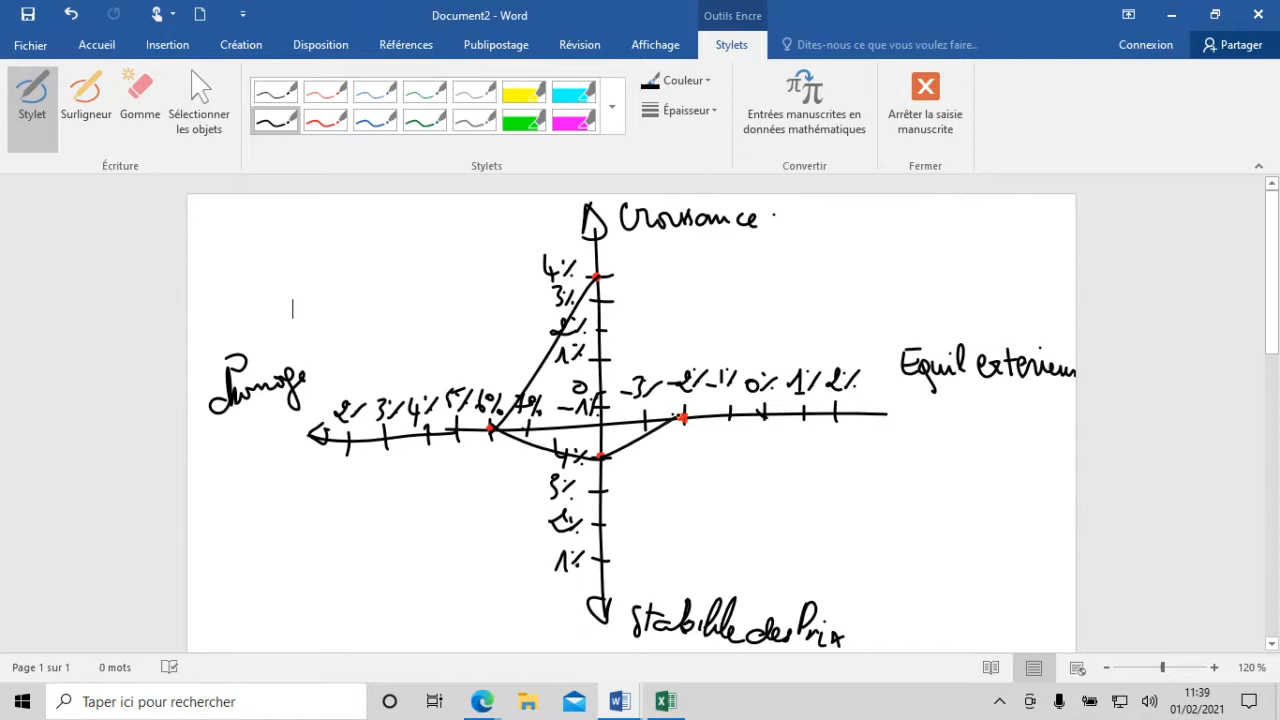 Document2 - Word
Outils Encre
Fichier Accueil Insertion Création Disposition Références Publipostage Révision Affichage Stylets Dites-nous ce que vous voulez faire... Connexion Partager
Stylet
Surligneur
Gomme
Sélectionner les objets
Couleur
Épaisseur
Entrées manuscrites en données mathématiques
Arrêter la saisie manuscrite
Écriture Stylets Convertir Fermer
Croissance
4%
3%
2%
1%
0
-1%
Equil exterieur
Chomage
2% 3% 4% 5% 6% 7%
-3% -2% -1% 0% 1% 2%
4%
3%
2%
1%
Stabilite des Prix
Page 1 sur 1 0 mots 120 %
Taper ici pour rechercher
11:39
01/02/2021